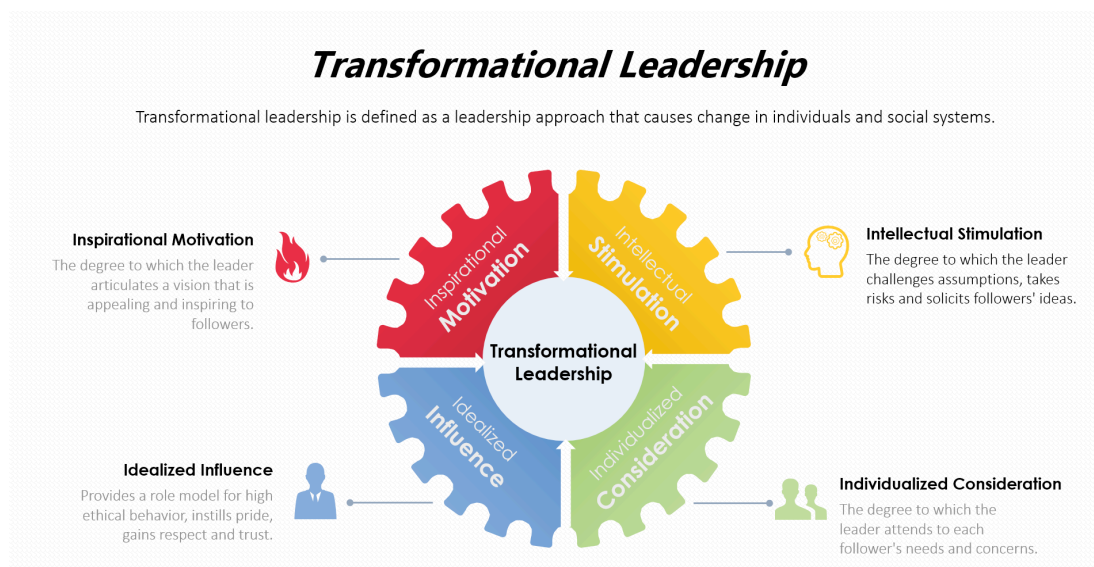 Transformational Leadership
Transformational leadership is defined as a leadership approach that causes change in individuals and social systems.
Inspirational Motivation
The degree to which the leader
articulates a vision that is
appealing and inspiring to
followers.
Inspirational
Motivation
Intellectual
Stimulation
Intellectual Stimulation
The degree to which the leader
challenges assumptions, takes
risks and solicits followers' ideas.
Transformational
Leadership
Idealized Influence
Provides a role model for high
ethical behavior, instills pride,
gains respect and trust.
Idealized
Influence
Individualized
Consideration
Individualized Consideration
The degree to which the
leader attends to each
follower's needs and concerns.